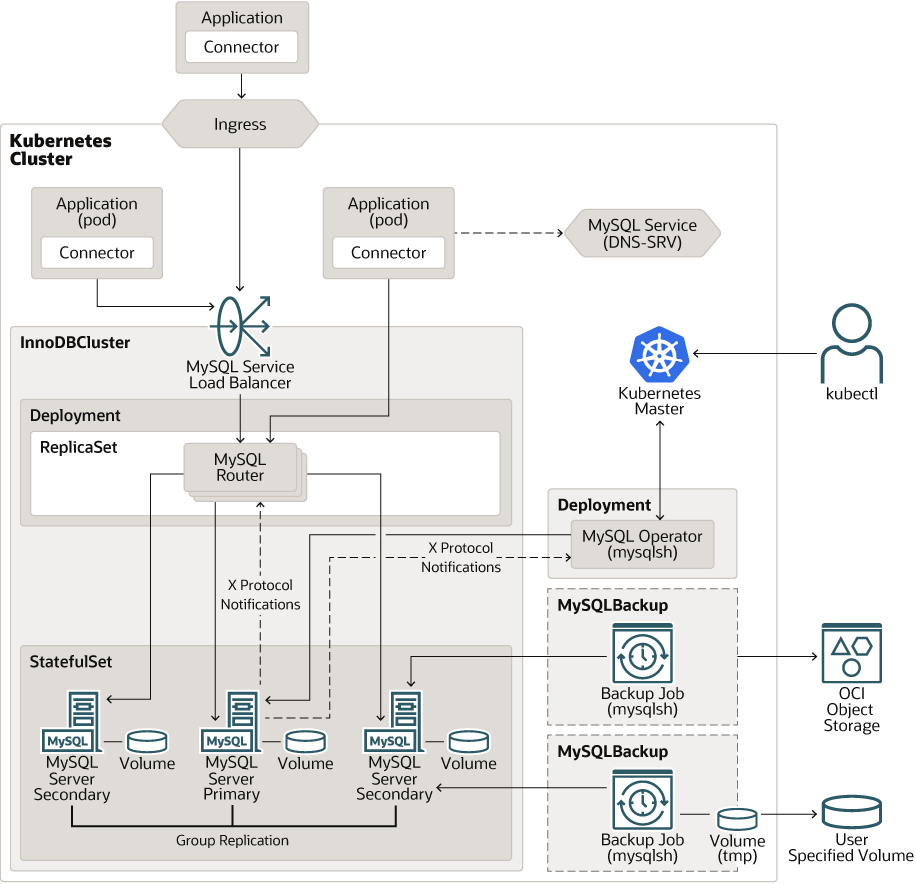 Application
Connector
Ingress
Kubernetes
Cluster
Application
(pod)
Connector
Application
(pod)
Connector
MySQL Service
(DNS-SRV)
InnoDBCluster
MySQL Service
Load Balancer
Kubernetes
Master
kubectl
Deployment
ReplicaSet
MySQL
Router
Deployment
MySQL Operator
(mysqlsh)
X Protocol
Notifications
X Protocol
Notifications
MySQLBackup
Backup Job
(mysqlsh)
OCI
Object
Storage
StatefulSet
MySQL
MySQL
Server
Secondary
Volume
MySQL
MySQL
Server
Primary
Volume
MySQL
MySQL
Server
Secondary
Volume
Group Replication
MySQLBackup
Backup Job
(mysqlsh)
Volume
(tmp)
User
Specified Volume